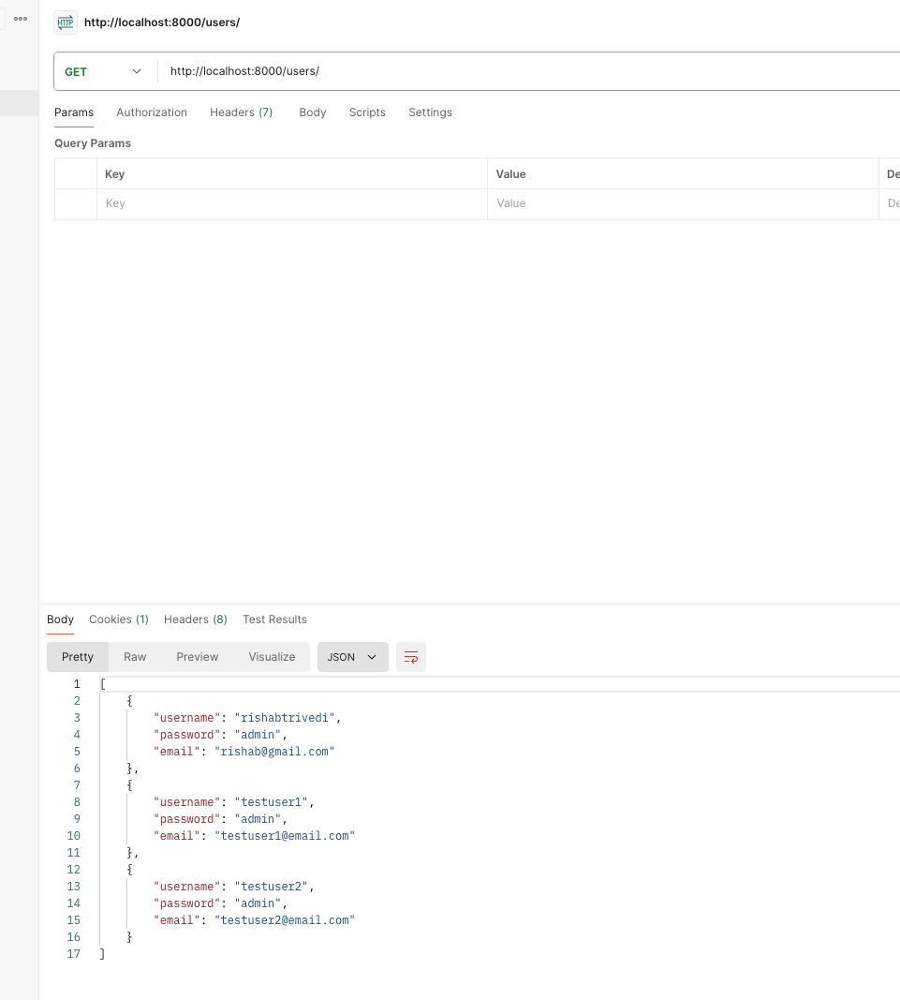 HTTP http://localhost:8000/users/
GET http://localhost:8000/users/
Params Authorization Headers (7) Body Scripts Settings
Query Params
Key Value De
Key Value De
Body Cookies (1) Headers (8) Test Results
Pretty Raw Preview Visualize JSON
1 [
2 {
3 "username": "rishabtrivedi",
4 "password": "admin",
5 "email": "rishab@gmail.com"
6 },
7 {
8 "username": "testuser1",
9 "password": "admin",
10 "email": "testuser1@email.com"
11 },
12 {
13 "username": "testuser2",
14 "password": "admin",
15 "email": "testuser2@email.com"
16 }
17 ]